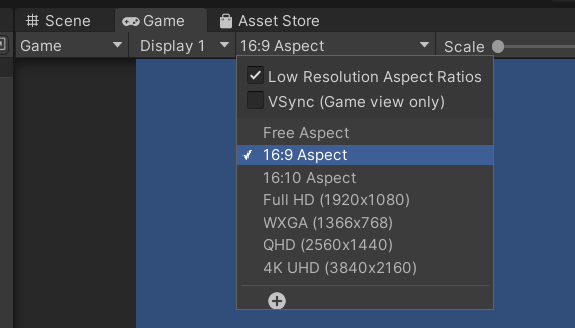 Scene Game Asset Store
Game Display 1 16:9 Aspect Scale
Low Resolution Aspect Ratios
VSync (Game view only)
Free Aspect
16:9 Aspect
16:10 Aspect
Full HD (1920x1080)
WXGA (1366x768)
QHD (2560x1440)
4K UHD (3840x2160)